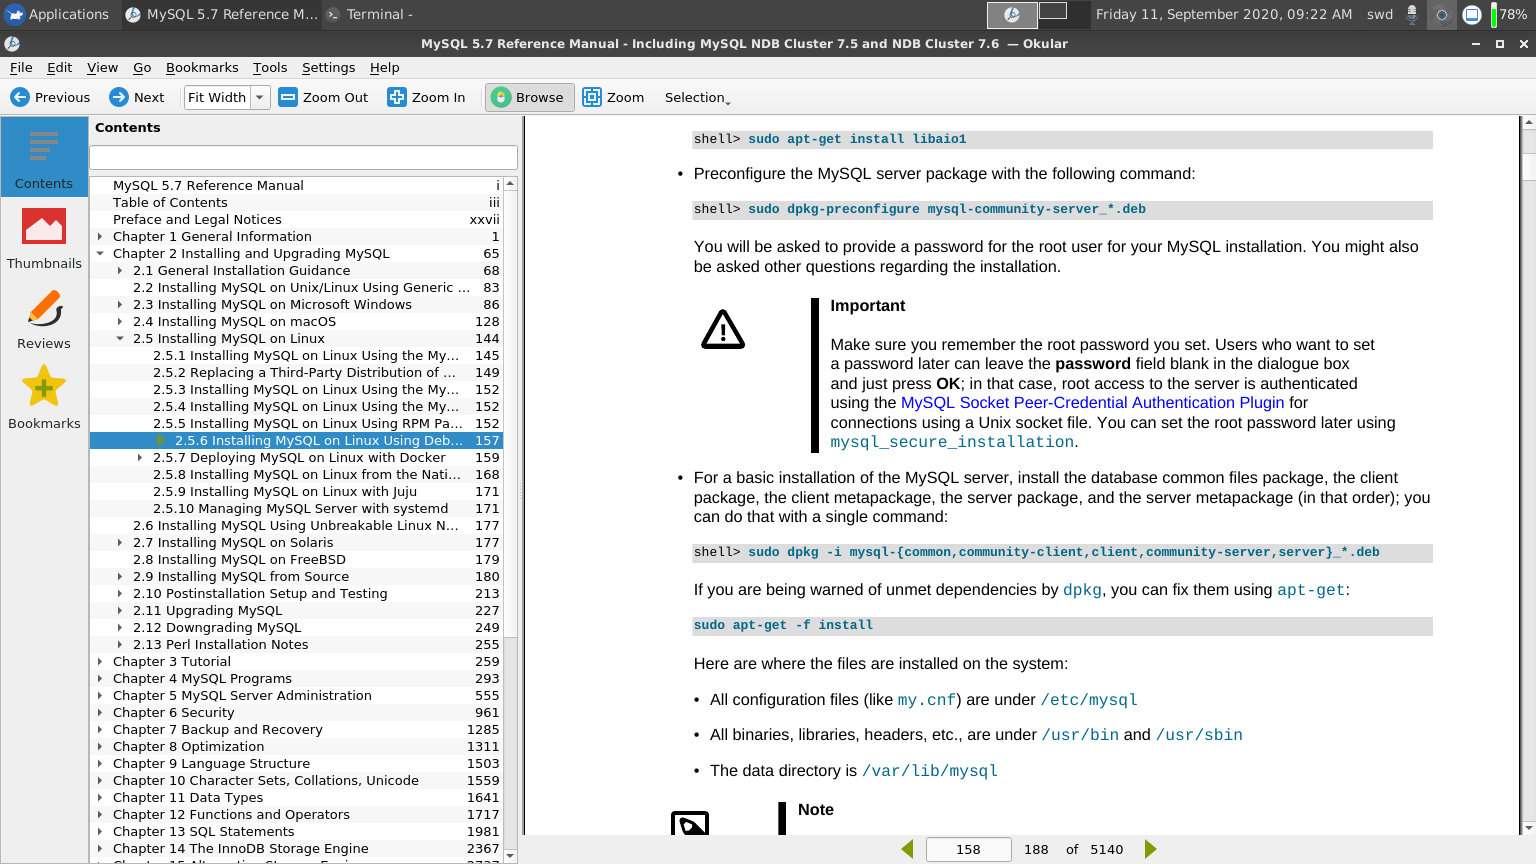 Applications
MySQL 5.7 Reference M...
Terminal -
Friday 11, September 2020, 09:22 AM
swd
78%
MySQL 5.7 Reference Manual - Including MySQL NDB Cluster 7.5 and NDB Cluster 7.6 — Okular
File Edit View Go Bookmarks Tools Settings Help
Previous Next Fit Width Zoom Out Zoom In Browse Zoom Selection
Contents
Thumbnails
Reviews
Bookmarks
Contents
MySQL 5.7 Reference Manual i
Table of Contents iii
Preface and Legal Notices xxvii
Chapter 1 General Information 1
Chapter 2 Installing and Upgrading MySQL 65
2.1 General Installation Guidance 68
2.2 Installing MySQL on Unix/Linux Using Generic ... 83
2.3 Installing MySQL on Microsoft Windows 86
2.4 Installing MySQL on macOS 128
2.5 Installing MySQL on Linux 144
2.5.1 Installing MySQL on Linux Using the My... 145
2.5.2 Replacing a Third-Party Distribution of ... 149
2.5.3 Installing MySQL on Linux Using the My... 152
2.5.4 Installing MySQL on Linux Using the My... 152
2.5.5 Installing MySQL on Linux Using RPM Pa... 152
2.5.6 Installing MySQL on Linux Using Deb... 157
2.5.7 Deploying MySQL on Linux with Docker 159
2.5.8 Installing MySQL on Linux from the Nati... 168
2.5.9 Installing MySQL on Linux with Juju 171
2.5.10 Managing MySQL Server with systemd 171
2.6 Installing MySQL Using Unbreakable Linux N... 177
2.7 Installing MySQL on Solaris 177
2.8 Installing MySQL on FreeBSD 179
2.9 Installing MySQL from Source 180
2.10 Postinstallation Setup and Testing 213
2.11 Upgrading MySQL 227
2.12 Downgrading MySQL 249
2.13 Perl Installation Notes 255
Chapter 3 Tutorial 259
Chapter 4 MySQL Programs 293
Chapter 5 MySQL Server Administration 555
Chapter 6 Security 961
Chapter 7 Backup and Recovery 1285
Chapter 8 Optimization 1311
Chapter 9 Language Structure 1503
Chapter 10 Character Sets, Collations, Unicode 1559
Chapter 11 Data Types 1641
Chapter 12 Functions and Operators 1717
Chapter 13 SQL Statements 1981
Chapter 14 The InnoDB Storage Engine 2367
shell> sudo apt-get install libaio1
• Preconfigure the MySQL server package with the following command:
shell> sudo dpkg-preconfigure mysql-community-server_*.deb
You will be asked to provide a password for the root user for your MySQL installation. You might also
be asked other questions regarding the installation.
Important
Make sure you remember the root password you set. Users who want to set
a password later can leave the password field blank in the dialogue box
and just press OK; in that case, root access to the server is authenticated
using the MySQL Socket Peer-Credential Authentication Plugin for
connections using a Unix socket file. You can set the root password later using
mysql_secure_installation.
• For a basic installation of the MySQL server, install the database common files package, the client
package, the client metapackage, the server package, and the server metapackage (in that order); you
can do that with a single command:
shell> sudo dpkg -i mysql-{common,community-client,client,community-server,server}_*.deb
If you are being warned of unmet dependencies by dpkg, you can fix them using apt-get:
sudo apt-get -f install
Here are where the files are installed on the system:
• All configuration files (like my.cnf) are under /etc/mysql
• All binaries, libraries, headers, etc., are under /usr/bin and /usr/sbin
• The data directory is /var/lib/mysql
Note
158 188 of 5140